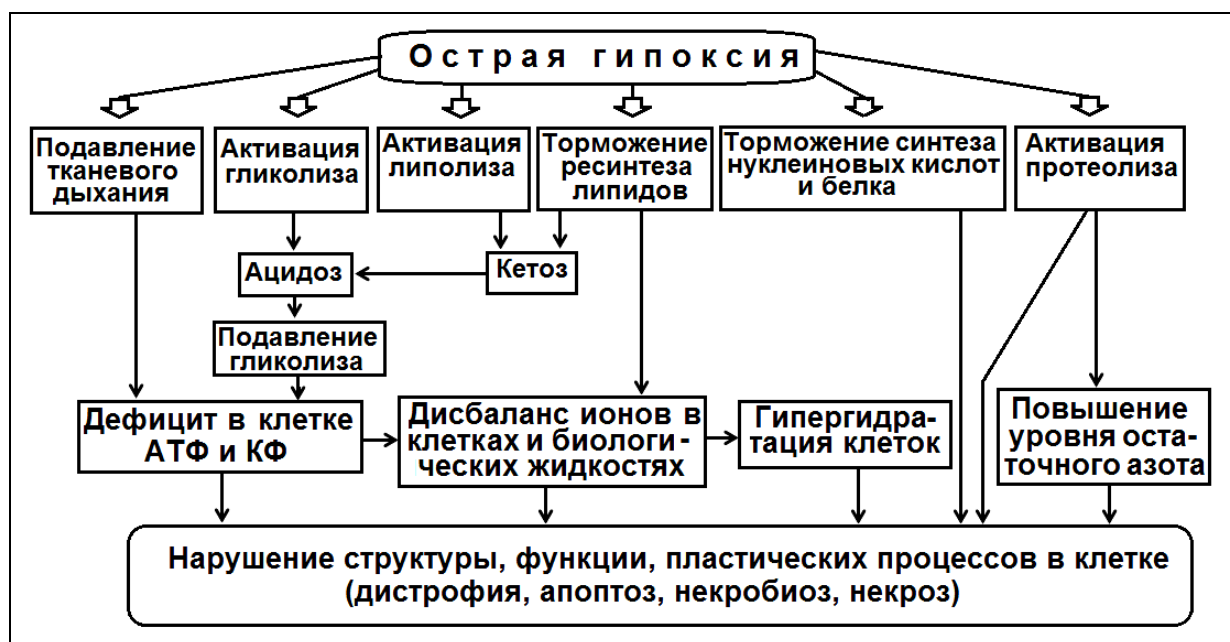 Острая гипоксия
Подавление
тканевого
дыхания
Активация
гликолиза
Активация
липолиза
Торможение
ресинтеза
липидов
Торможение синтеза
нуклеиновых кислот
и белка
Активация
протеолиза
Ацидоз
Кетоз
Подавление
гликолиза
Дефицит в клетке
АТФ и КФ
Дисбаланс ионов в
клетках и биологи-
ческих жидкостях
Гипергидра-
тация клеток
Повышение
уровня оста-
точного азота
Нарушение структуры, функции, пластических процессов в клетке
(дистрофия, апоптоз, некробиоз, некроз)